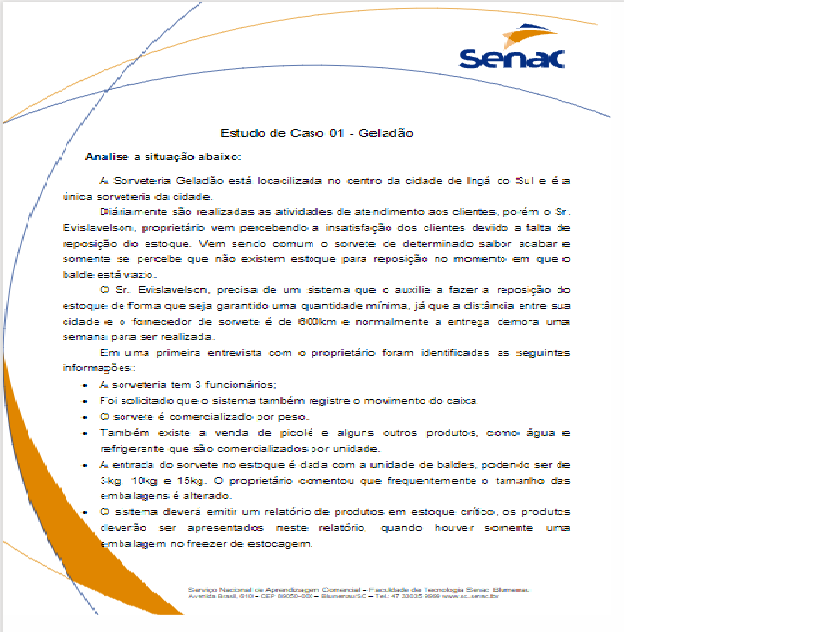 Senac
Estudo de Caso 01 - Geladão
Analise a situação abaixo:
A Sorveteria Geladão está locacilizada no centro da cidade de Ingá co Sul e é a
única sorveteria da cidade.
Diáriamente são realizadas as atividades de atendimento aos clientes, porém o Sr.
Evislavelson, proprietário vem percebendo a insatisfação dos clientes devido a falta de
reposição do estoque. Vem sendo comum o sorvete de determinado sabor acabar e
somente se percebe que não existem estoque para reposição no momento em que o
balde está vazio.
O Sr. Evislavelson, precisa de um sistema que o auxilie a fazer a reposição do
estoque de forma que seja garantido uma quantidade mínima, já que a distância entre sua
cidade e o fornecedor de sorvete é de 600km e normalmente a entrega demora uma
semana para ser realizada.
Em uma primeira entrevista com o proprietário foram identificadas as seguintes
informações:
• A sorveteria tem 3 funcionários;
• Foi solicitado que o sistema também registre o movimento do caixa.
• O sorvete é comercializado por peso.
• Também existe a venda de picolé e alguns outros produtos, como água e
refrigerante que são comercializados por unidade.
• A entrada do sorvete no estoque é dada com a unidade de baldes, podendo ser de
3kg 10kg e 15kg. O proprietário comentou que frequentemente o tamanho das
embalagens é alterado.
• O sistema deverá emitir um relatório de produtos em estoque crítico, os produtos
deverão ser apresentados neste relatório, quando houver somente uma
embalagem no freezer de estocagem.
Serviço Nacional de Aprendizagem Comercial – Faculdade de Tecnologia Senac Blumenau
Avenida Brasil, 610 – CEP – Blumenau/SC – Tel.: 47